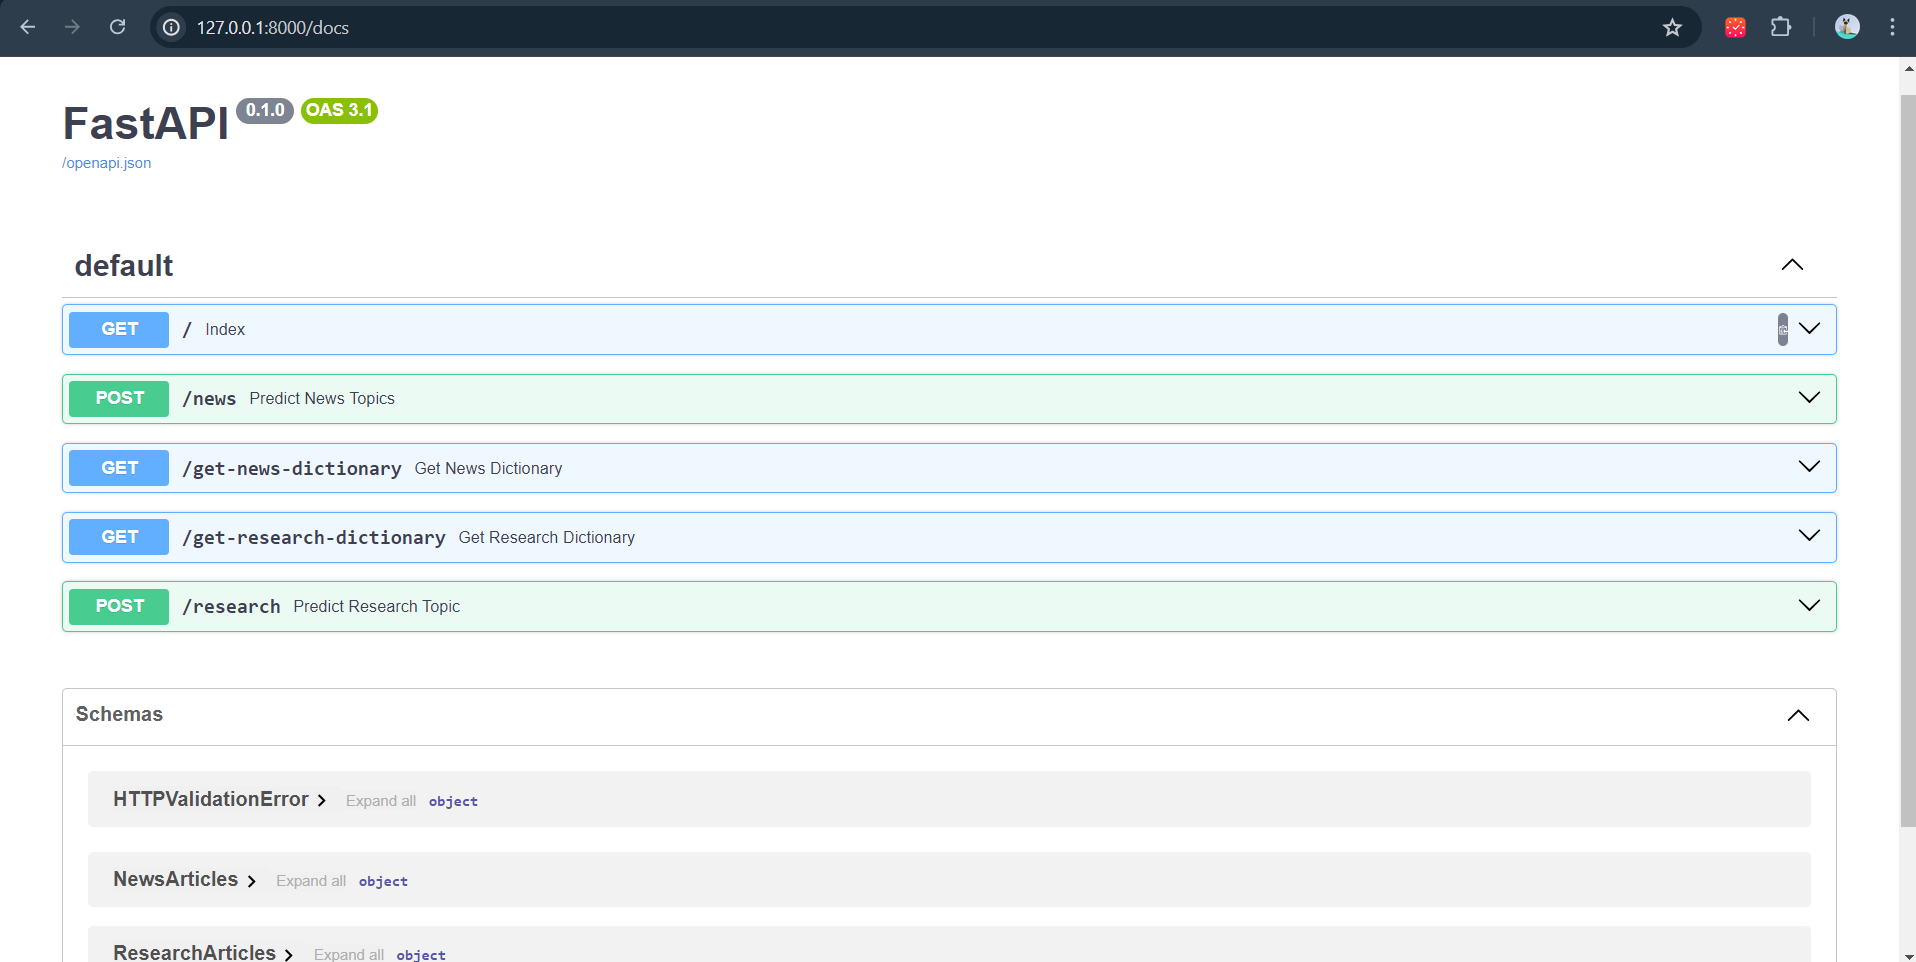 127.0.0.1:8000/docs
FastAPI 0.1.0 OAS 3.1
/openapi.json
default
GET / Index
POST /news Predict News Topics
GET /get-news-dictionary Get News Dictionary
GET /get-research-dictionary Get Research Dictionary
POST /research Predict Research Topic
Schemas
HTTPValidationError Expand all object
NewsArticles Expand all object
ResearchArticles Expand all object